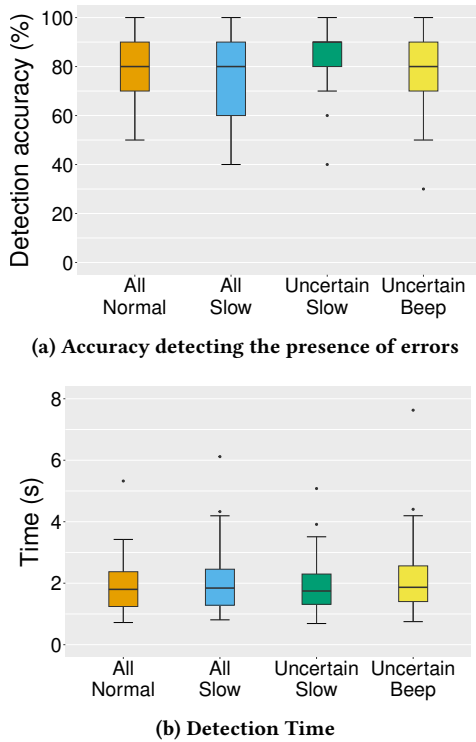 Detection accuracy (%)
100
80
60
40
20
0
All
Normal
All
Slow
Uncertain
Slow
Uncertain
Beep
(a) Accuracy detecting the presence of errors
Time (s)
8
6
4
2
0
All
Normal
All
Slow
Uncertain
Slow
Uncertain
Beep
(b) Detection Time